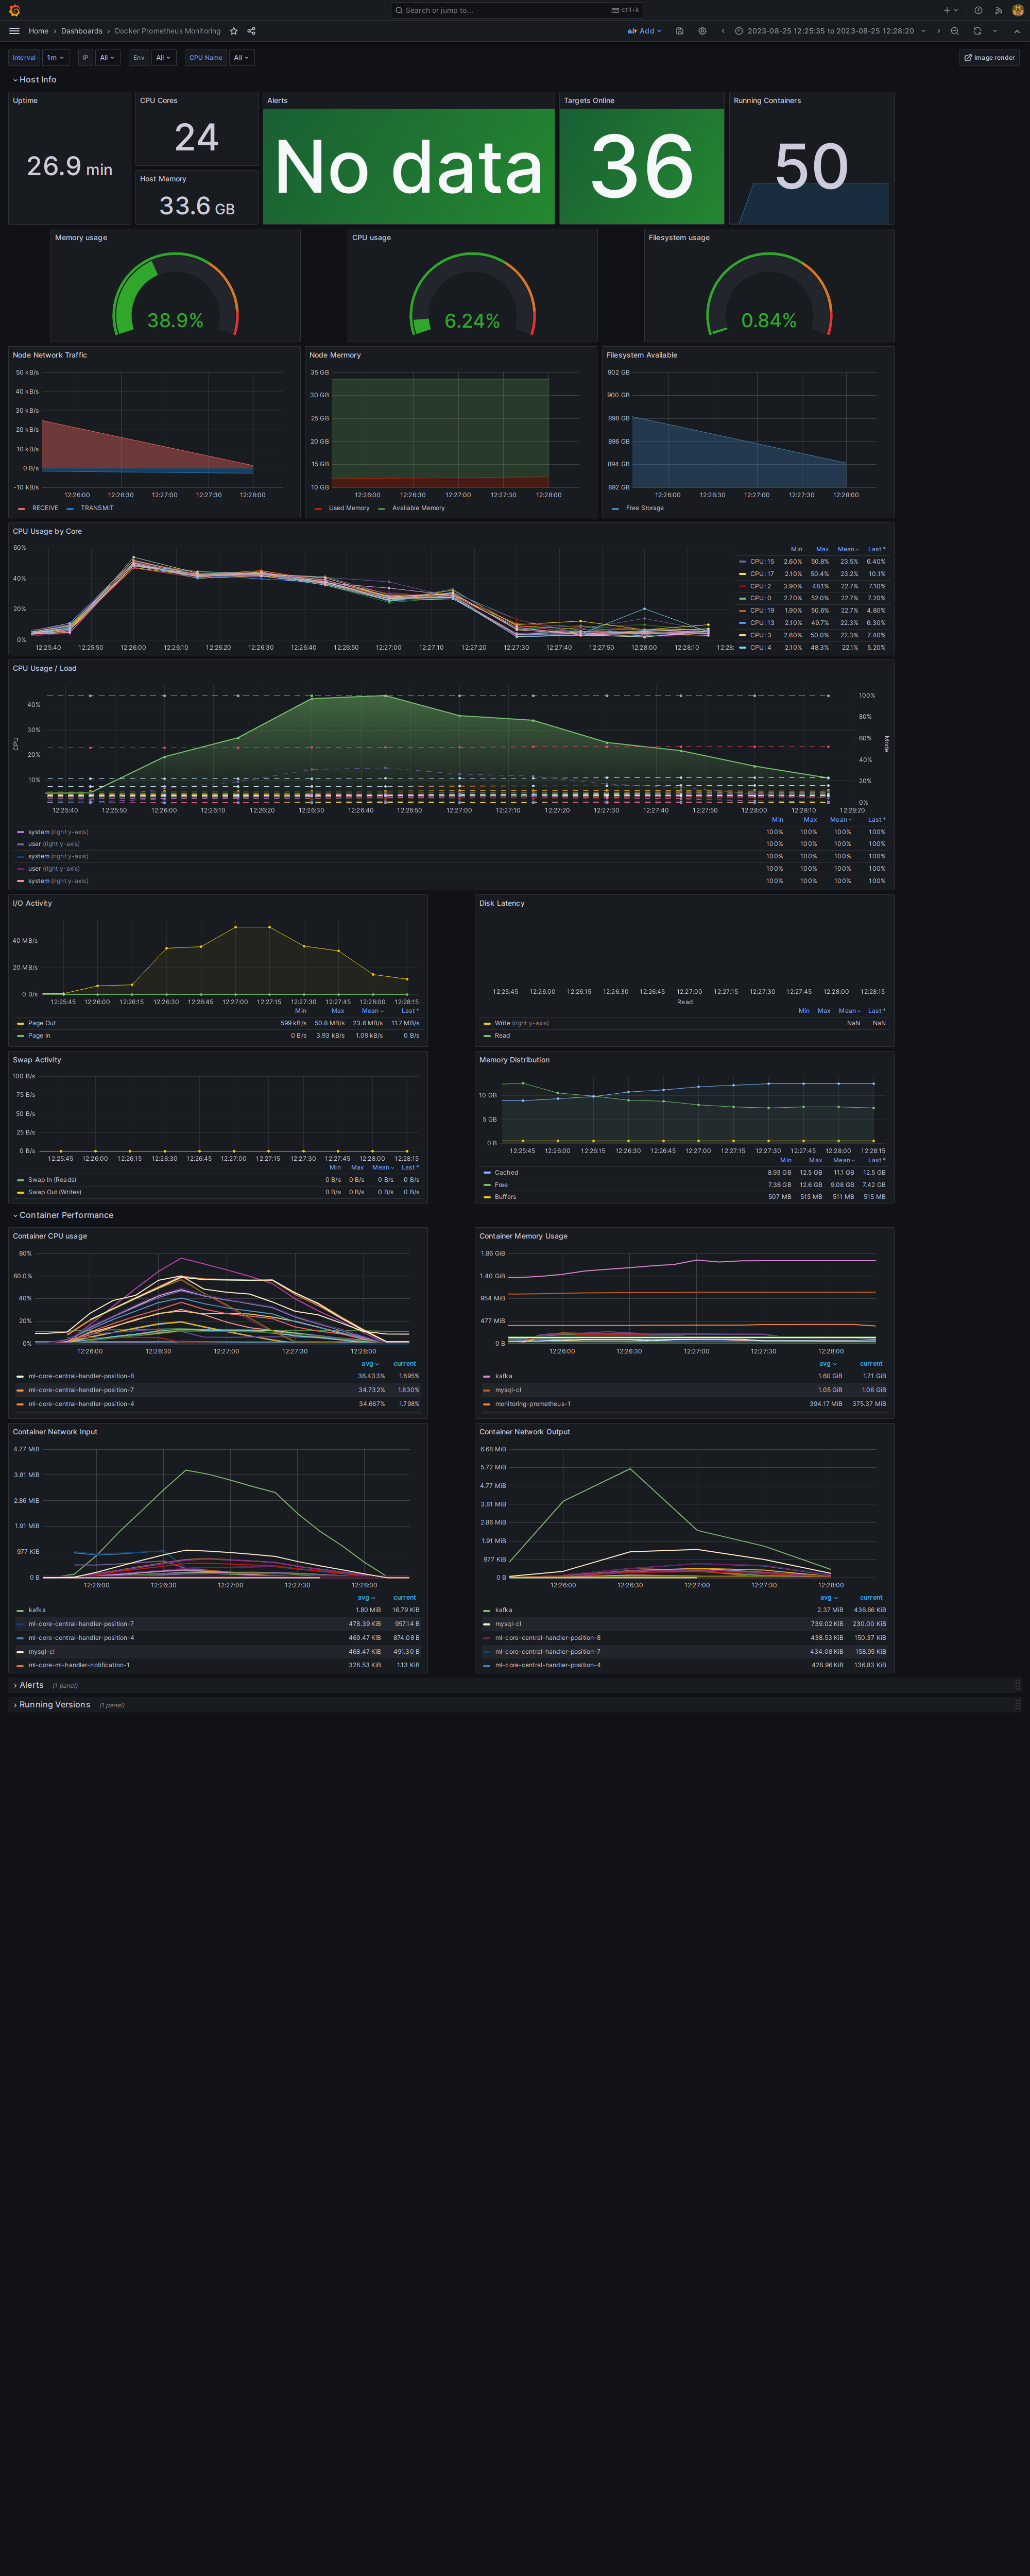 Search or jump to...
ctrl+k
Home › Dashboards › Docker Prometheus Monitoring
Add
2023-08-25 12:25:35 to 2023-08-25 12:28:20
Interval 1m IP All Env All CPU Name All
Image render
Host Info
Uptime
26.9 min
CPU Cores
24
Host Memory
33.6 GB
Alerts
No data
Targets Online
36
Running Containers
50
Memory usage
38.9%
CPU usage
6.24%
Filesystem usage
0.84%
Node Network Traffic
50 kB/s
40 kB/s
30 kB/s
20 kB/s
10 kB/s
0 B/s
-10 kB/s
12:26:00 12:26:30 12:27:00 12:27:30 12:28:00
RECEIVE TRANSMIT
Node Mermory
35 GB
30 GB
25 GB
20 GB
15 GB
10 GB
12:26:00 12:26:30 12:27:00 12:27:30 12:28:00
Used Memory Available Memory
Filesystem Available
902 GB
900 GB
898 GB
896 GB
894 GB
892 GB
12:26:00 12:26:30 12:27:00 12:27:30 12:28:00
Free Storage
CPU Usage by Core
60%
40%
20%
0%
12:25:40 12:25:50 12:26:00 12:26:10 12:26:20 12:26:30 12:26:40 12:26:50 12:27:00 12:27:10 12:27:20 12:27:30 12:27:40 12:27:50 12:28:00 12:28:10 12:28:
Min Max Mean Last *
CPU: 15 2.60% 50.8% 23.5% 6.40%
CPU: 17 2.10% 50.4% 23.2% 10.1%
CPU: 2 3.90% 48.1% 22.7% 7.10%
CPU: 0 2.70% 52.0% 22.7% 7.20%
CPU: 19 1.90% 50.6% 22.7% 4.80%
CPU: 13 2.10% 49.7% 22.3% 6.30%
CPU: 3 2.80% 50.0% 22.3% 7.40%
CPU: 4 2.10% 48.3% 22.1% 5.20%
CPU Usage / Load
CPU
40%
30%
20%
10%
100%
80%
60%
40%
20%
0%
Mode
12:25:40 12:25:50 12:26:00 12:26:10 12:26:20 12:26:30 12:26:40 12:26:50 12:27:00 12:27:10 12:27:20 12:27:30 12:27:40 12:27:50 12:28:00 12:28:10 12:28:20
Min Max Mean Last *
system (right y-axis) 100% 100% 100% 100%
user (right y-axis) 100% 100% 100% 100%
system (right y-axis) 100% 100% 100% 100%
user (right y-axis) 100% 100% 100% 100%
system (right y-axis) 100% 100% 100% 100%
I/O Activity
40 MB/s
20 MB/s
0 B/s
12:25:45 12:26:00 12:26:15 12:26:30 12:26:45 12:27:00 12:27:15 12:27:30 12:27:45 12:28:00 12:28:15
Min Max Mean Last *
Page Out 599 kB/s 50.8 MB/s 23.6 MB/s 11.7 MB/s
Page In 0 B/s 3.93 kB/s 1.09 kB/s 0 B/s
Disk Latency
12:25:45 12:26:00 12:26:15 12:26:30 12:26:45 12:27:00 12:27:15 12:27:30 12:27:45 12:28:00 12:28:15
Read
Min Max Mean Last *
Write (right y-axis) NaN NaN
Read
Swap Activity
100 B/s
75 B/s
50 B/s
25 B/s
0 B/s
12:25:45 12:26:00 12:26:15 12:26:30 12:26:45 12:27:00 12:27:15 12:27:30 12:27:45 12:28:00 12:28:15
Min Max Mean Last *
Swap In (Reads) 0 B/s 0 B/s 0 B/s 0 B/s
Swap Out (Writes) 0 B/s 0 B/s 0 B/s 0 B/s
Memory Distribution
10 GB
5 GB
0 B
12:25:45 12:26:00 12:26:15 12:26:30 12:26:45 12:27:00 12:27:15 12:27:30 12:27:45 12:28:00 12:28:15
Min Max Mean Last *
Cached 8.93 GB 12.5 GB 11.1 GB 12.5 GB
Free 7.38 GB 12.6 GB 9.08 GB 7.42 GB
Buffers 507 MB 515 MB 511 MB 515 MB
Container Performance
Container CPU usage
80%
60.0%
40%
20%
0%
12:26:00 12:26:30 12:27:00 12:27:30 12:28:00
avg current
ml-core-central-handler-position-8 36.433% 1.695%
ml-core-central-handler-position-7 34.732% 1.830%
ml-core-central-handler-position-4 34.667% 1.798%
Container Memory Usage
1.86 GiB
1.40 GiB
954 MiB
477 MiB
0 B
12:26:00 12:26:30 12:27:00 12:27:30 12:28:00
avg current
kafka 1.60 GiB 1.71 GiB
mysql-cl 1.05 GiB 1.06 GiB
monitoring-prometheus-1 394.17 MiB 375.37 MiB
Container Network Input
4.77 MiB
3.81 MiB
2.86 MiB
1.91 MiB
977 KiB
0 B
12:26:00 12:26:30 12:27:00 12:27:30 12:28:00
avg current
kafka 1.80 MiB 16.79 KiB
ml-core-central-handler-position-7 478.39 KiB 957.14 B
ml-core-central-handler-position-4 469.47 KiB 874.08 B
mysql-cl 468.47 KiB 491.30 B
ml-core-ml-handler-notification-1 326.53 KiB 1.13 KiB
Container Network Output
6.68 MiB
5.72 MiB
4.77 MiB
3.81 MiB
2.86 MiB
1.91 MiB
977 KiB
0 B
12:26:00 12:26:30 12:27:00 12:27:30 12:28:00
avg current
kafka 2.37 MiB 436.66 KiB
mysql-cl 739.02 KiB 230.00 KiB
ml-core-central-handler-position-8 438.53 KiB 150.37 KiB
ml-core-central-handler-position-7 434.08 KiB 158.95 KiB
ml-core-central-handler-position-4 428.96 KiB 136.83 KiB
Alerts (1 panel)
Running Versions (1 panel)